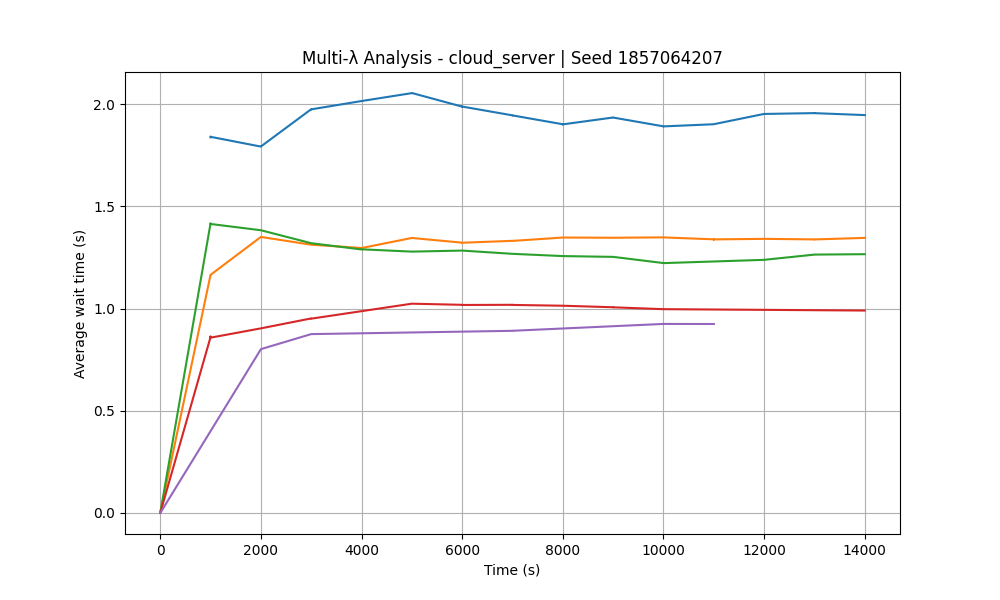 Multi-λ Analysis - cloud_server | Seed 1857064207
Average wait time (s)
2.0
1.5
1.0
0.5
0.0
0 2000 4000 6000 8000 10000 12000 14000
Time (s)